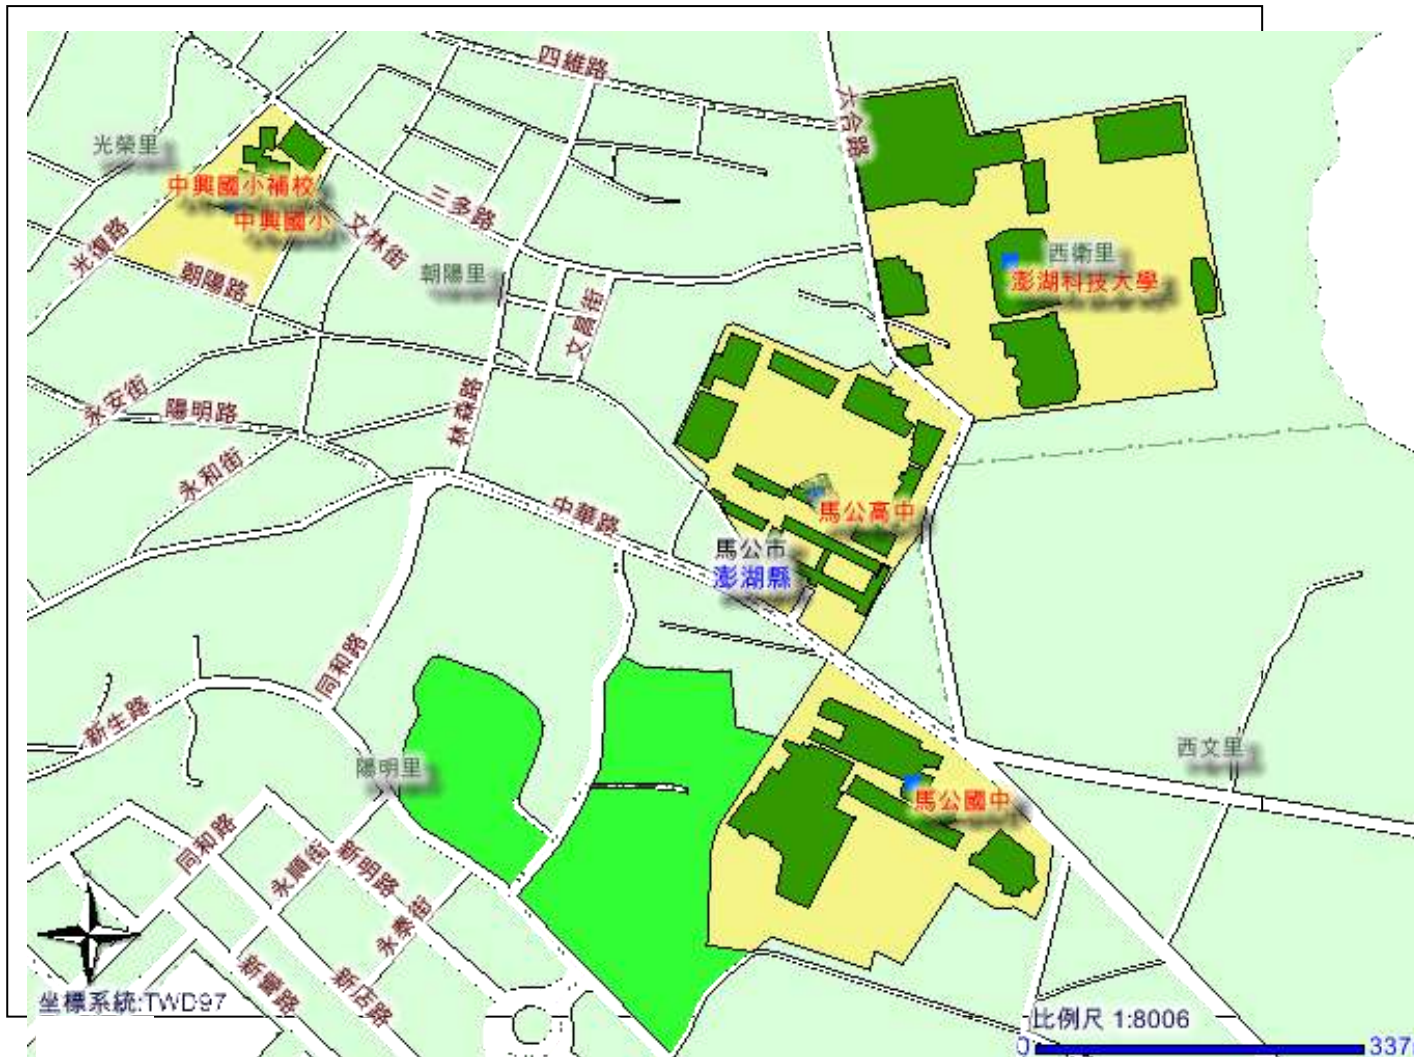 四維路
六合路
光榮里
中興國小補校
中興國小
三多路
文林街
光復路
朝陽路
朝陽里
西衛里
澎湖科技大學
文昌街
永安街
陽明路
林森路
永和街
中華路
馬公高中
馬公市
澎湖縣
同和路
新生路
陽明里
西文里
馬公國中
同和路
永順街
新明路
永泰街
新店路
坐標系統:TWD97
比例尺 1:8006
0
337